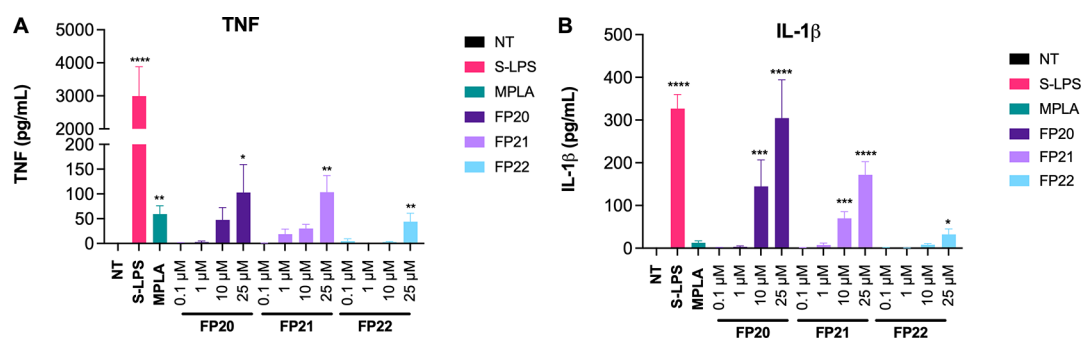 A
TNF
TNF (pg/mL)
5000
4000
3000
2000
200
150
100
50
0
****
**
*
**
**
NT
S-LPS
MPLA
0.1 µM
1 µM
10 µM
25 µM
0.1 µM
1 µM
10 µM
25 µM
0.1 µM
1 µM
10 µM
25 µM
FP20
FP21
FP22
NT
S-LPS
MPLA
FP20
FP21
FP22
B
IL-1β
IL-1β (pg/mL)
500
400
300
200
100
0
****
***
****
***
****
*
NT
S-LPS
MPLA
0.1 µM
1 µM
10 µM
25 µM
0.1 µM
1 µM
10 µM
25 µM
0.1 µM
1 µM
10 µM
25 µM
FP20
FP21
FP22
NT
S-LPS
MPLA
FP20
FP21
FP22